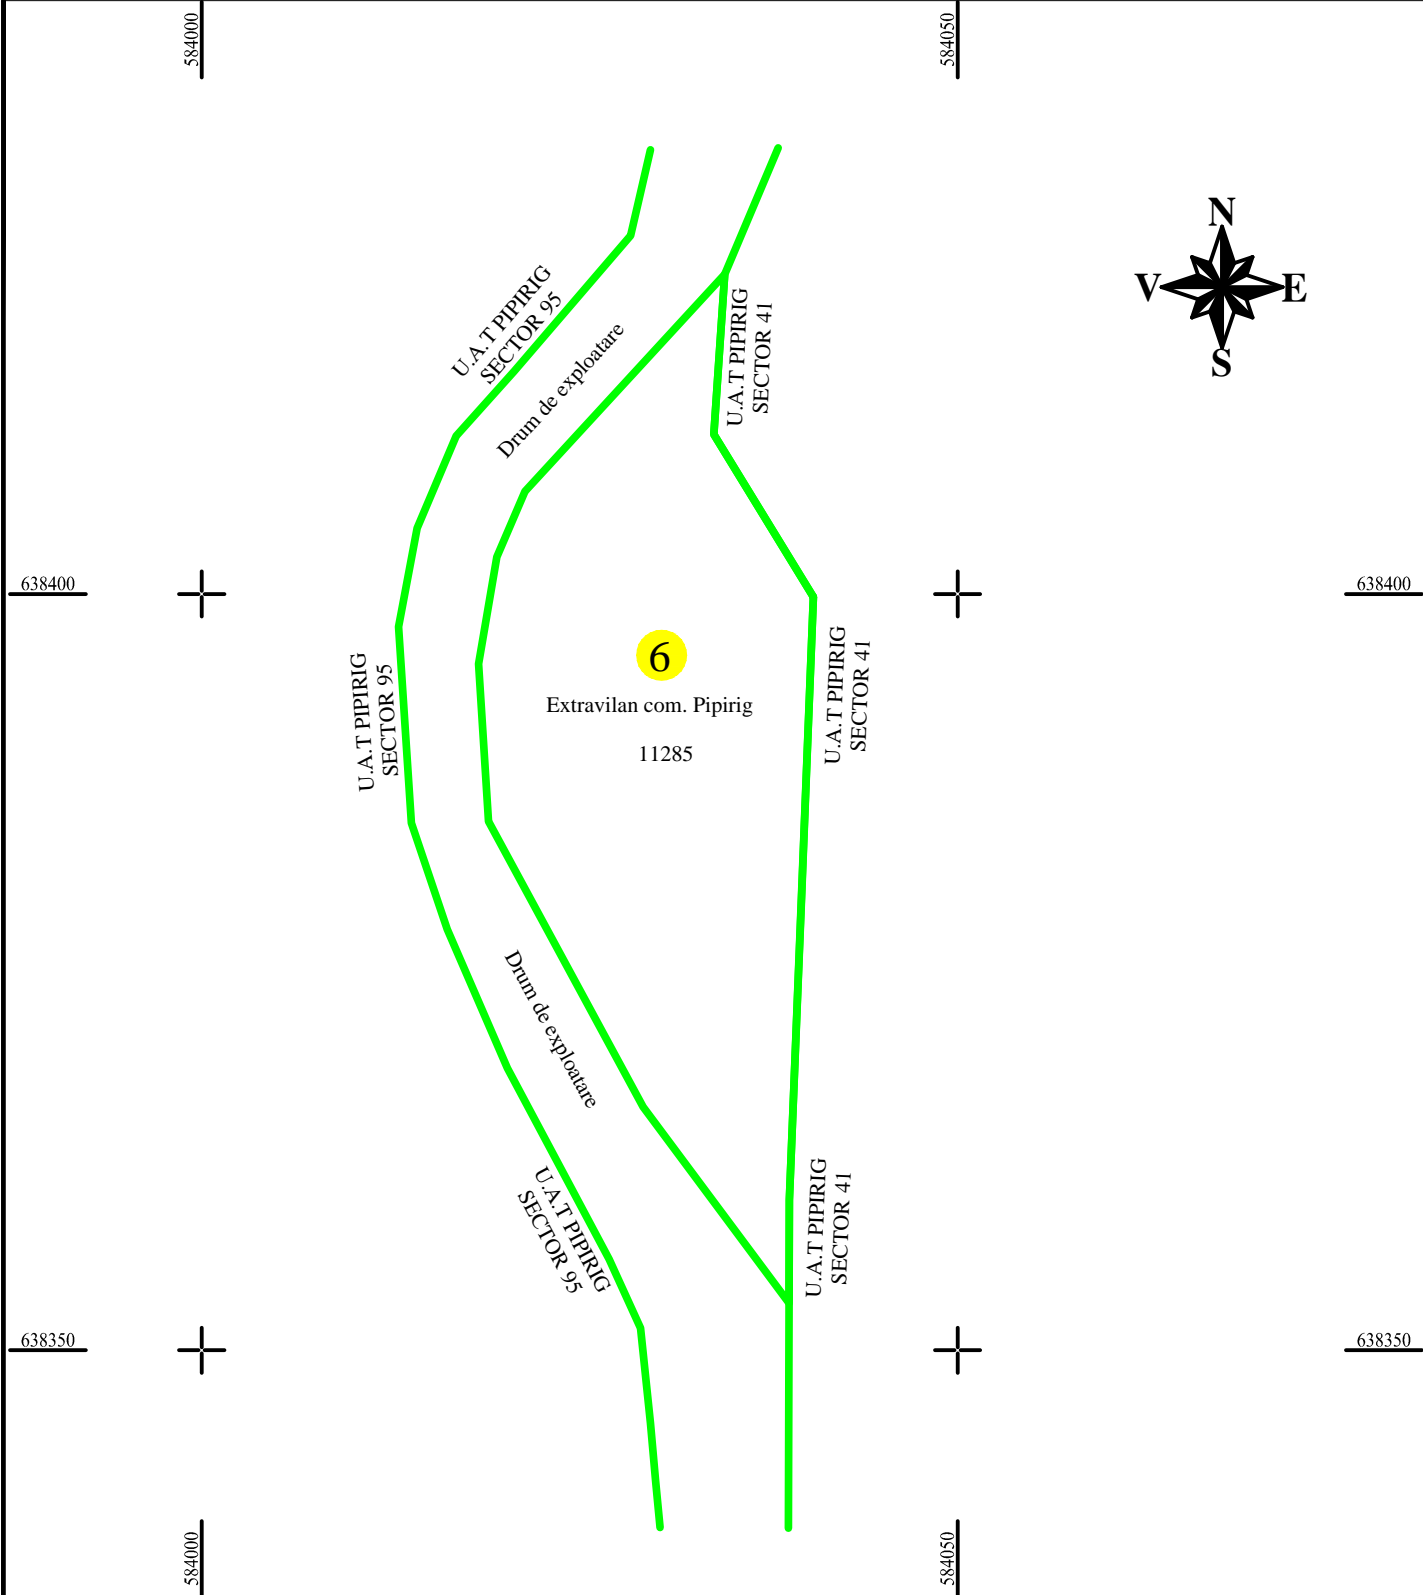 584000
584050
N
V
E
S
U.A.T PIPIRIG
SECTOR 95
Drum de exploatare
U.A.T PIPIRIG
SECTOR 41
638400
638400
6
Extravilan com. Pipirig
11285
U.A.T PIPIRIG
SECTOR 95
U.A.T PIPIRIG
SECTOR 41
Drum de exploatare
U.A.T PIPIRIG
SECTOR 95
U.A.T PIPIRIG
SECTOR 41
638350
638350
584000
584050